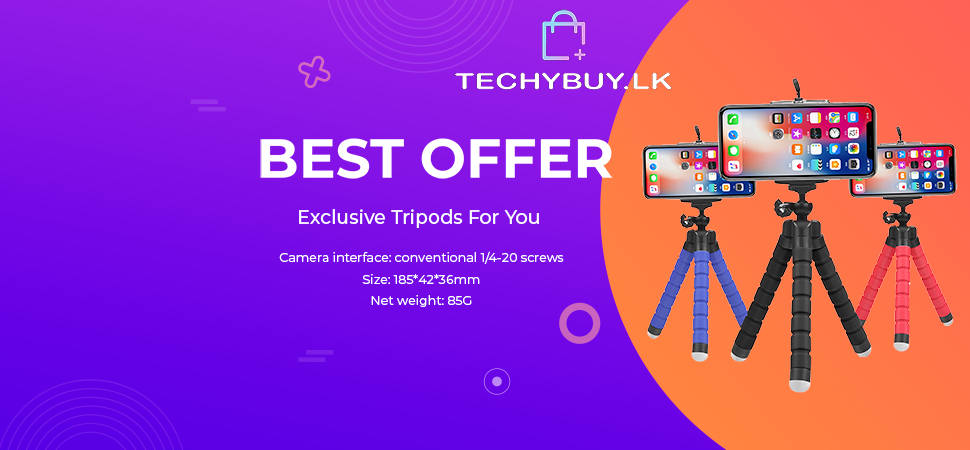 TECHYBUY.LK
BEST OFFER
Exclusive Tripods For You
Camera interface: conventional 1/4-20 screws
Size: 185*42*36mm
Net weight: 85G